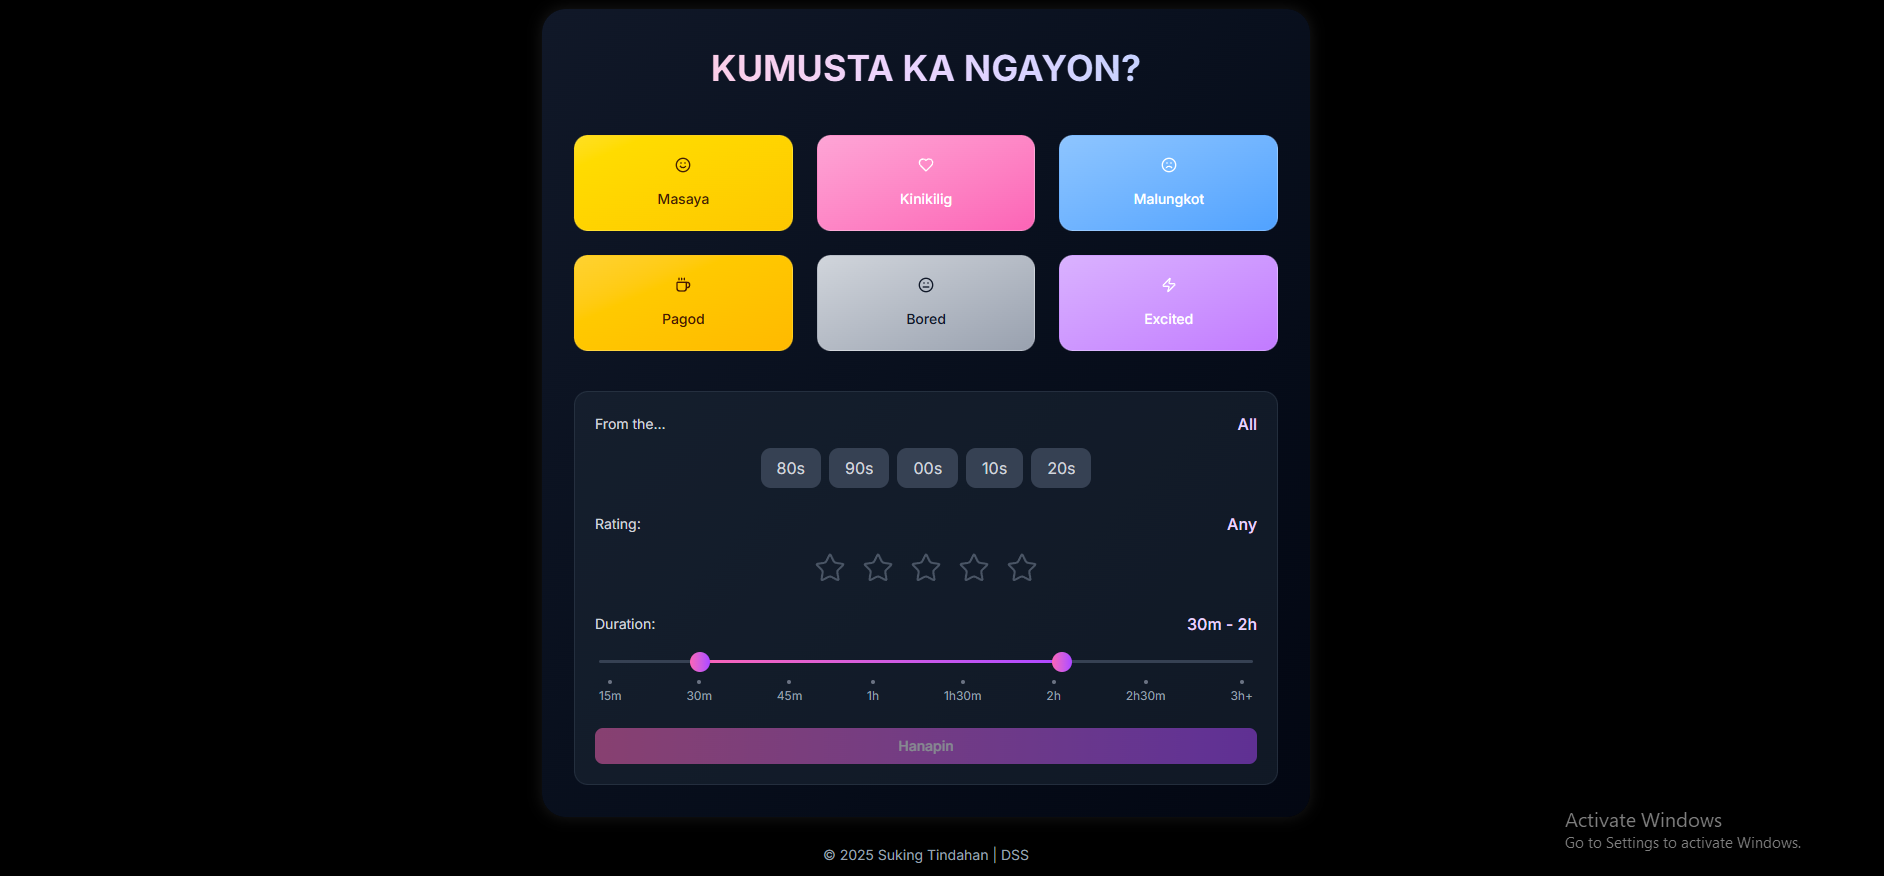 KUMUSTA KA NGAYON?
Masaya
Kinikilig
Malungkot
Pagod
Bored
Excited
From the...
All
80s
90s
00s
10s
20s
Rating:
Any
Duration:
30m - 2h
15m
30m
45m
1h
1h30m
2h
2h30m
3h+
Hanapin
Activate Windows
Go to Settings to activate Windows.
© 2025 Suking Tindahan | DSS